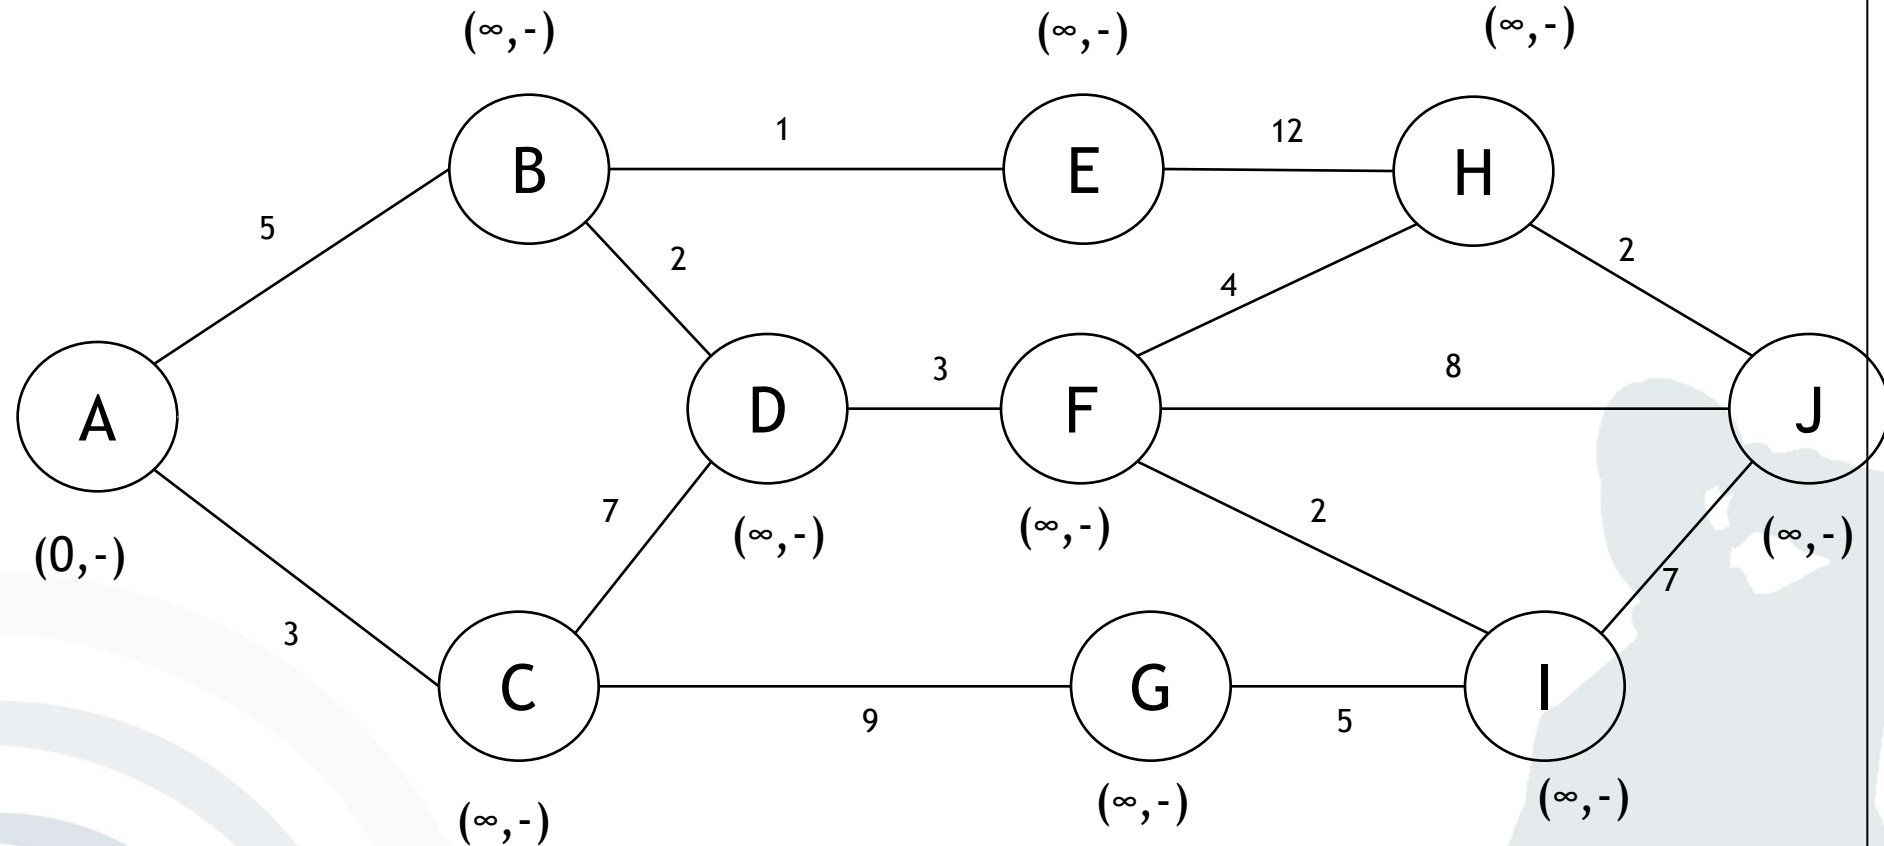 (∞,-) (∞,-) (∞,-)
1 12
B E H
5 2 2
4
3 8
A D F J
7 2
(0,-) (∞,-) (∞,-) (∞,-)
7
3
C G I
9 5
(∞,-) (∞,-) (∞,-)